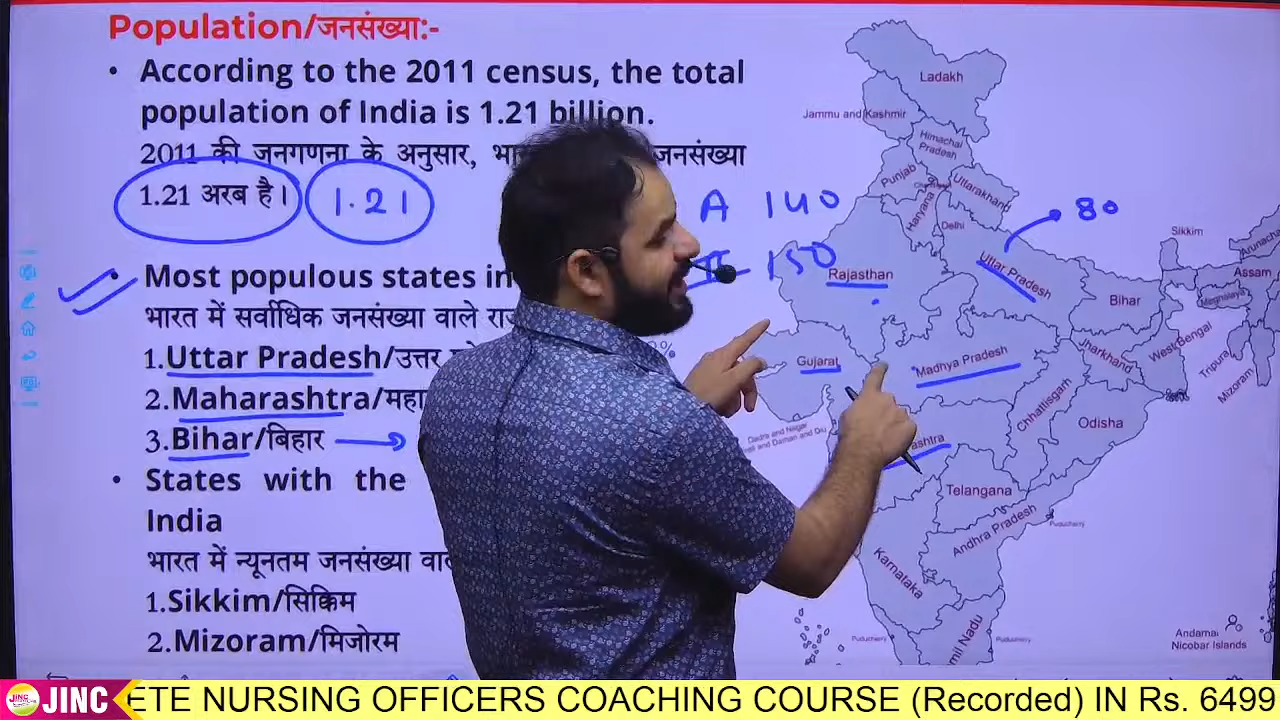 Population/जनसंख्या:-
• According to the 2011 census, the total
population of India is 1.21 billion.
2011 की जनगणना के अनुसार, जनसंख्या
1.21 अरब है।
1.21
• Most populous states in
भारत में सर्वाधिक जनसंख्या वाले
1.Uttar Pradesh/उत्तर
2.Maharashtra/महा
3.Bihar/बिहार
• States with the
India
भारत में न्यूनतम जनसंख्या
1.Sikkim/सिक्किम
2.Mizoram/मिजोरम
A 140
II 150
80
Ladakh
Jammu and Kashmir
Himachal
Pradesh
Punjab
Uttarakhand
Haryana
Delhi
Sikkim
Assam
Rajasthan
Uttar Pradesh
Bihar
Meghalaya
West Bengal
Jharkhand
Tripura
Mizoram
Gujarat
Madhya Pradesh
Chhattisgarh
Odisha
Dadra and Nagar
and Daman and Diu
Telangana
Andhra Pradesh
Puducherry
Karnataka
Puducherry
Puducherry
Nadu
Nicobar Islands
JINC
ETE NURSING OFFICERS COACHING COURSE (Recorded) IN Rs. 6499